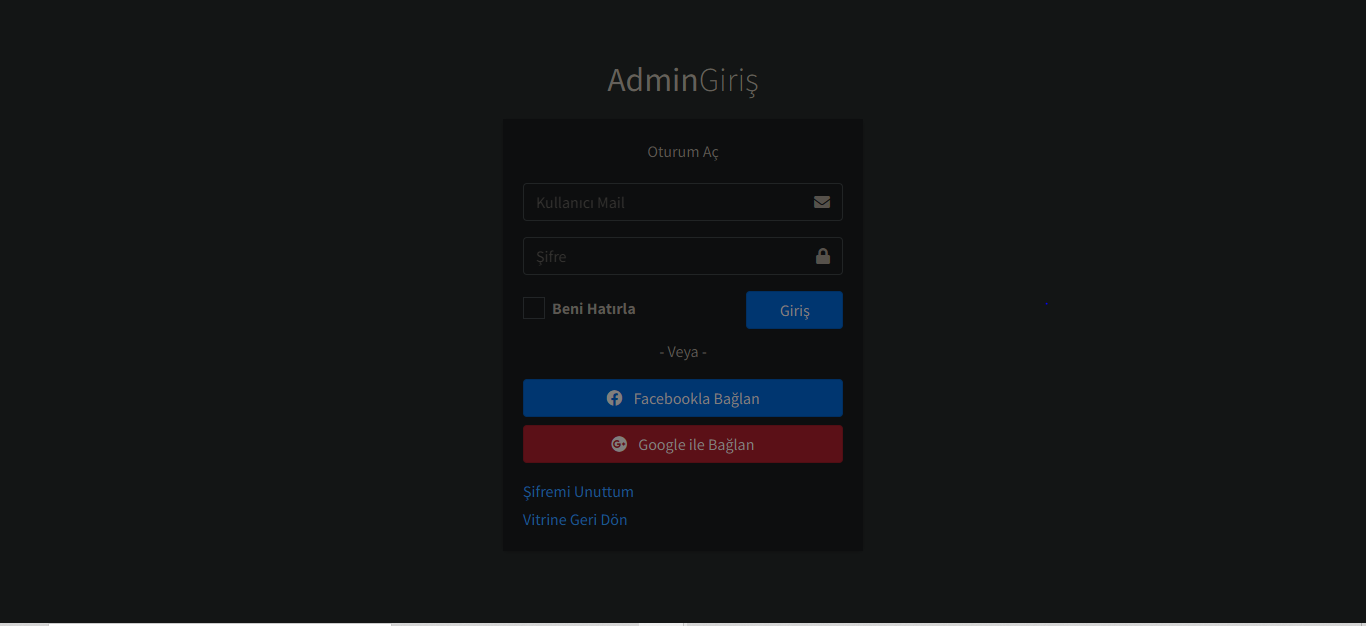 AdminGiriş
Oturum Aç
Kullanıcı Mail
Şifre
Beni Hatırla
Giriş
- Veya -
Facebookla Bağlan
G+ Google ile Bağlan
Şifremi Unuttum
Vitrine Geri Dön